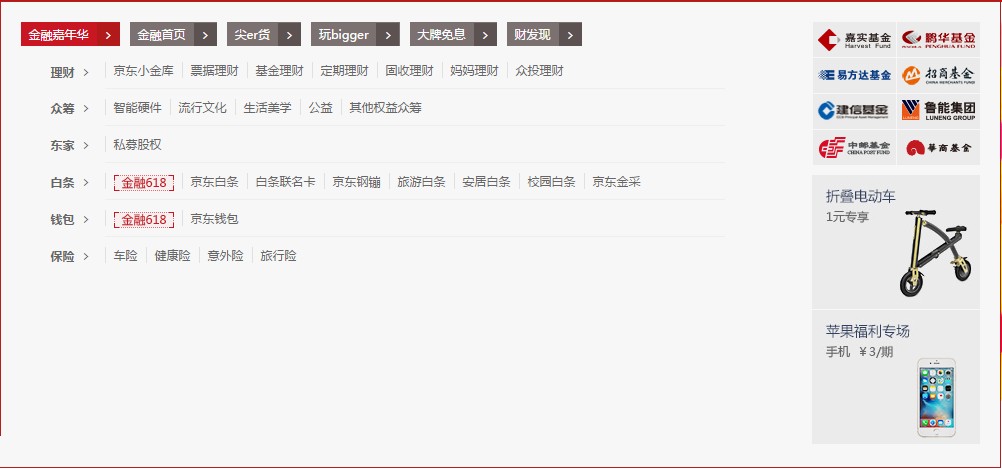 金融嘉年华 > 金融首页 > 尖er货 > 玩bigger > 大牌免息 > 财发现 >
理财 > 京东小金库 票据理财 基金理财 定期理财 固收理财 妈妈理财 众投理财
众筹 > 智能硬件 流行文化 生活美学 公益 其他权益众筹
东家 > 私募股权
白条 > 金融618 京东白条 白条联名卡 京东钢镚 旅游白条 安居白条 校园白条 京东金采
钱包 > 金融618 京东钱包
保险 > 车险 健康险 意外险 旅行险
嘉实基金
Harvest Fund
鹏华基金
PENGHUA FUND
易方达基金
招商基金
CHINA MERCHANTS FUND
建信基金
CCB Principal Asset Management
鲁能集团
LUNENG GROUP
中邮基金
CHINA POST FUND
華商基金
折叠电动车
1元专享
苹果福利专场
手机 ¥3/期